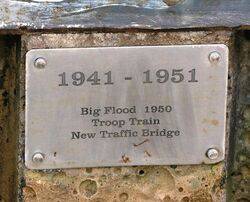 1941 - 1951
Big Flood 1950
Troop Train
New Traffic Bridge